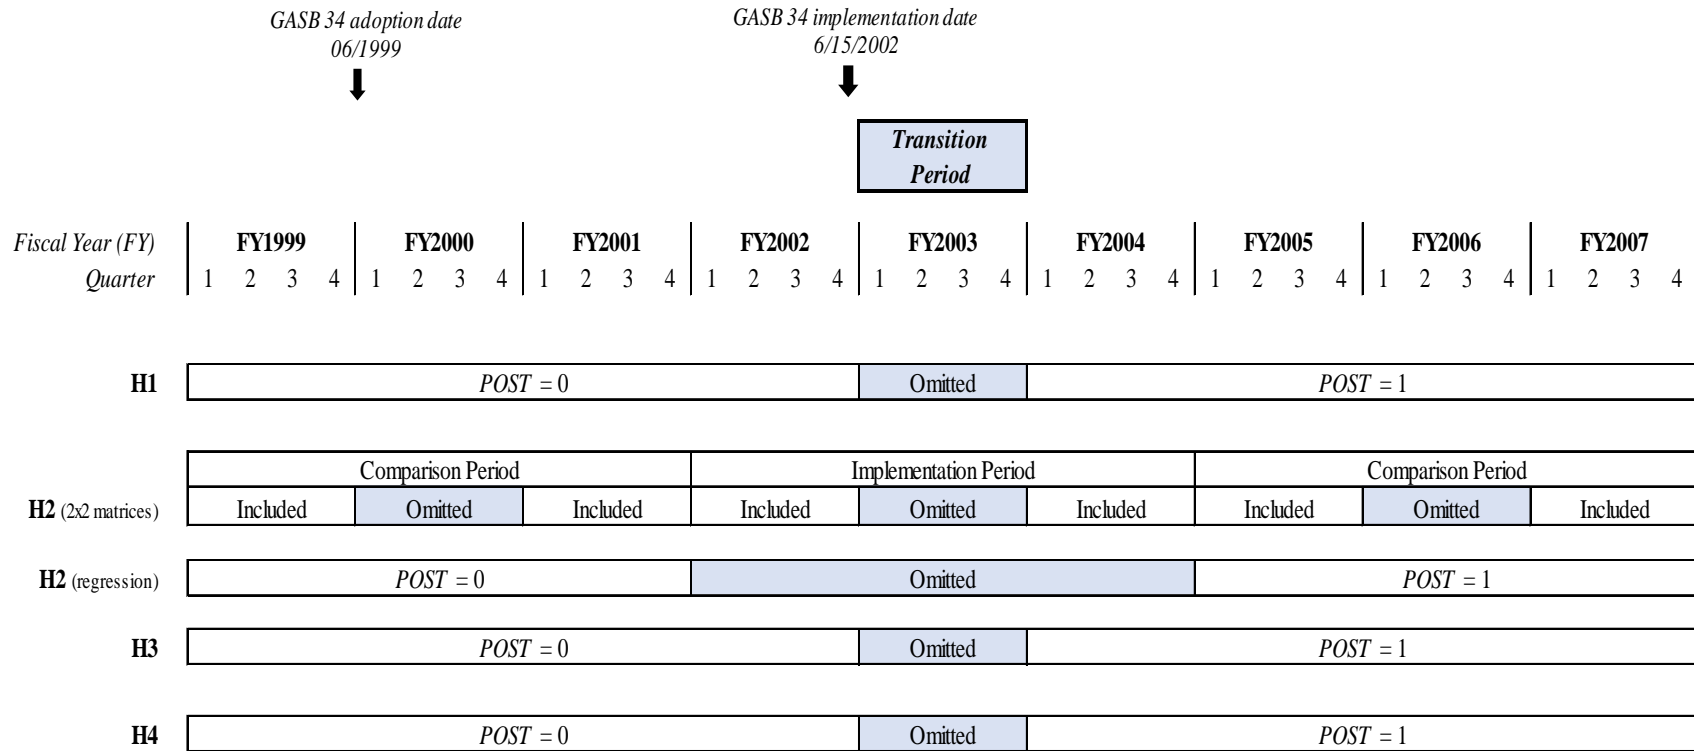 GASB 34 adoption date
06/1999
GASB 34 implementation date
6/15/2002
Transition
Period
Fiscal Year (FY) FY1999 FY2000 FY2001 FY2002 FY2003 FY2004 FY2005 FY2006 FY2007
Quarter 1 2 3 4 1 2 3 4 1 2 3 4 1 2 3 4 1 2 3 4 1 2 3 4 1 2 3 4 1 2 3 4 1 2 3 4
H1 POST = 0 Omitted POST = 1
Comparison Period Implementation Period Comparison Period
H2 (2x2 matrices) Included Omitted Included Included Omitted Included Included Omitted Included
H2 (regression) POST = 0 Omitted POST = 1
H3 POST = 0 Omitted POST = 1
H4 POST = 0 Omitted POST = 1